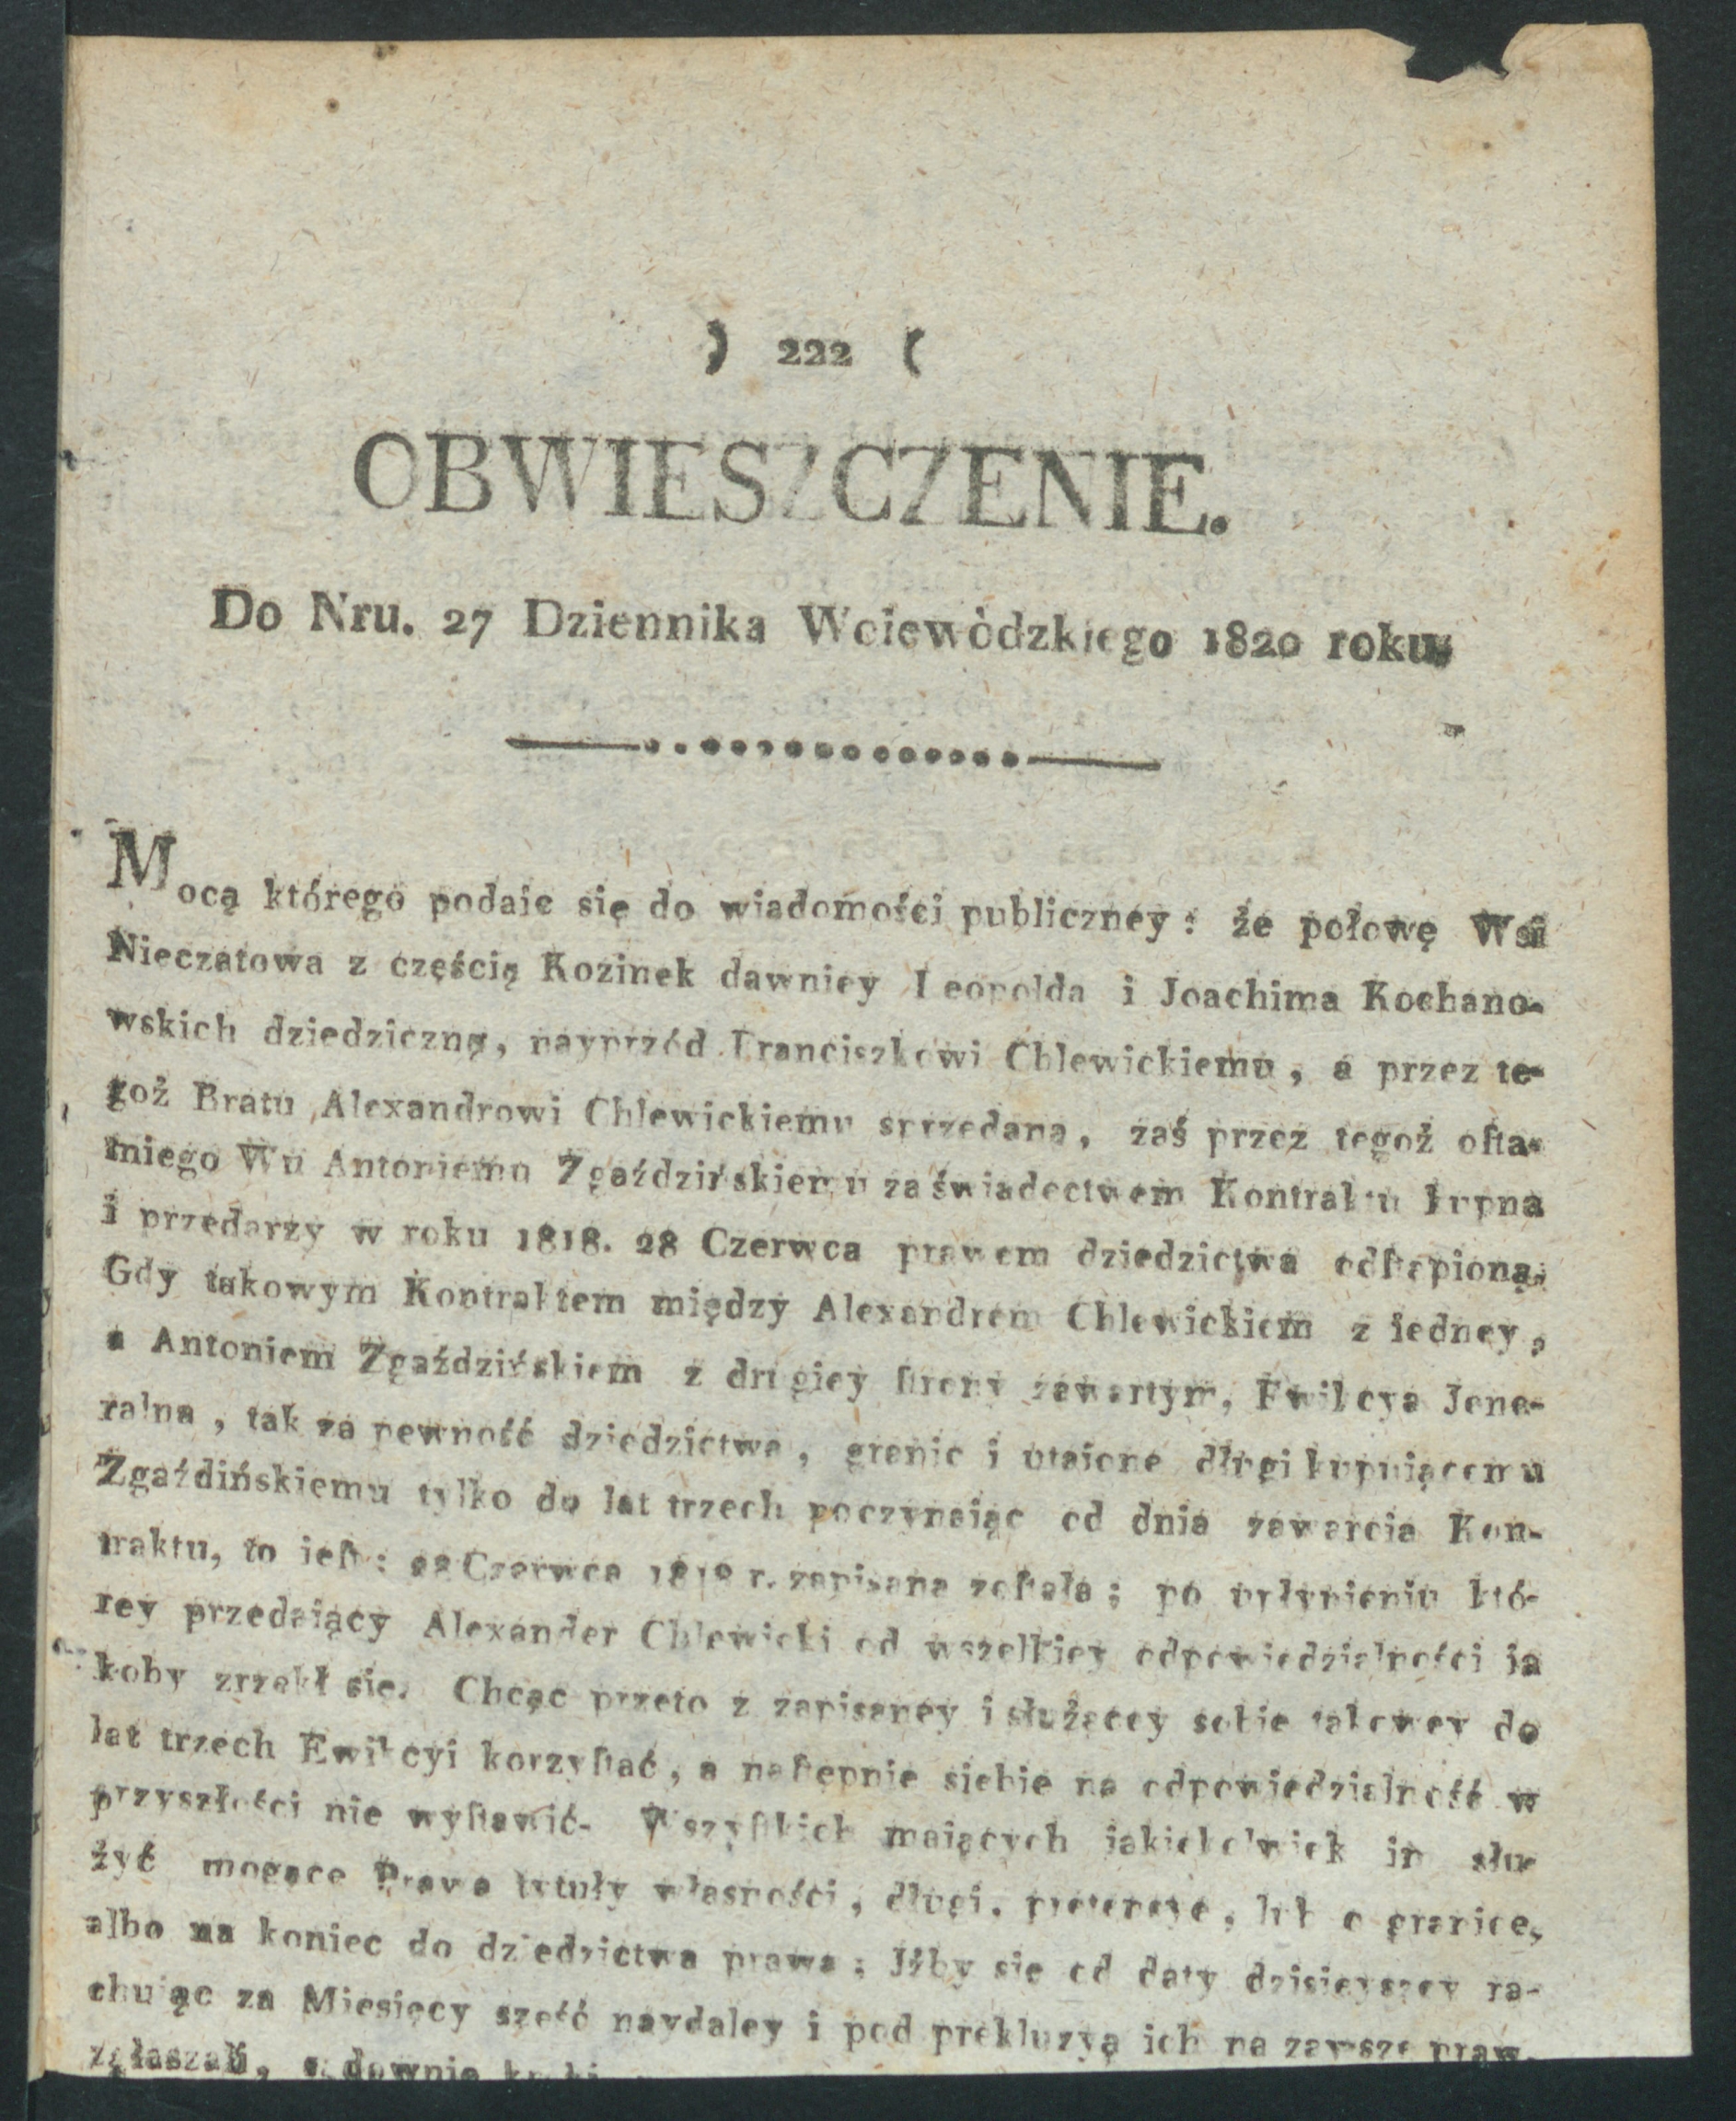 ) 222 (
OBWIESZCZENIE.
Do Nru. 27 Dziennika Woiewòdzkiego 1820 roku.
Mocą którego podaie się do wiadomości publiczney: że połowę Wsi
Nieczatowa z częścią Kozinek dawniey Leopolda i Joachima Kochano-
wskich dziedziczną, nayprzód Franciszkowi Chlewickiemu, a przez te-
goż Bratu Alexandrowi Chlewickiemu sprzedana, zaś przez tegoż oſta-
tniego Wu Antoniemu Zgaździńskiemu za świadectwem Kontraktu kupna
i przedarzy w roku 1818. 28 Czerwca prawem dziedzictwa odſtąpioną.
Gdy takowym Kontraktem między Alexandrem Chlewickiem z iedney,
a Antoniem Zgaździńskiem z drugiey ſtrony zawartym, Ewikcya Jene-
ralna, tak za pewność dziedzictwa, granic i utaione długi kupuiącemu
Zgaźdińskiemu tylko do lat trzech poczynaiąc od dnia zawarcia Kon-
traktu, to ieſt: 28 Czerwca 1818 r. zapisana zoſtała; po upłynieniu któ-
rey przedaiący Alexander Chlewicki od wszelkiey odpowiedzialności ia
koby zrzekł sie. Chcąc przeto z zapisaney i służącey sobie takowey do
lat trzech Ewikcyi korzyſtać, a naſtępnie siebie na odpowiedzialność w
przyszłości nie wyſtawić- Wszyſtkich maiących iakiekolwiek im słu-
żyć mogące Prawa tytuły własności, długi, pretensye, lub o granice,
albo na koniec do dziedzictwa prawa; Jżby sie od daty dzisieyszey ra-
chuiąc za Miesięcy sześć naydaley i pod prekluzyą ich na zawsze praw,
zgłaszali,